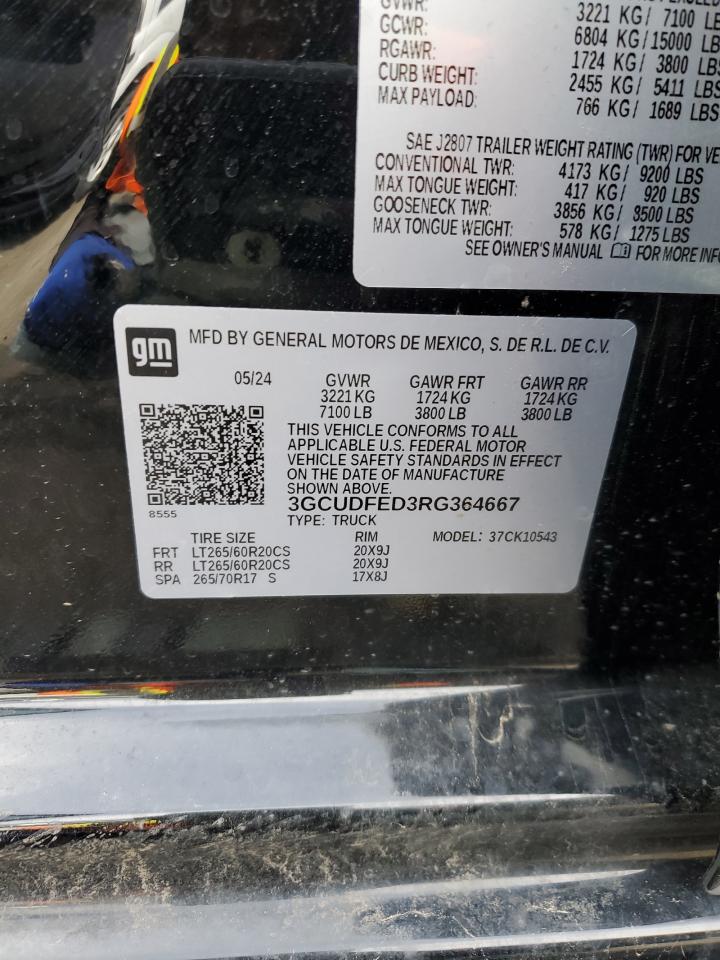 GVWR: 3221 KG/ 7100 LB
GCWR: 6804 KG/15000 LB
RGAWR: 1724 KG/ 3800 LB
CURB WEIGHT: 2455 KG/ 5411 LBS
MAX PAYLOAD: 766 KG/ 1689 LBS
SAE J2807 TRAILER WEIGHT RATING (TWR) FOR
CONVENTIONAL TWR: 4173 KG/ 9200 LBS
MAX TONGUE WEIGHT: 417 KG/ 920 LBS
GOOSENECK TWR: 3856 KG/ 8500 LBS
MAX TONGUE WEIGHT: 578 KG/ 1275 LBS
SEE OWNER'S MANUAL FOR MORE
gm MFD BY GENERAL MOTORS DE MEXICO, S. DE R.L. DE C.V.
05/24 GVWR GAWR FRT GAWR RR
3221 KG 1724 KG 1724 KG
7100 LB 3800 LB 3800 LB
THIS VEHICLE CONFORMS TO ALL
APPLICABLE U.S. FEDERAL MOTOR
VEHICLE SAFETY STANDARDS IN EFFECT
ON THE DATE OF MANUFACTURE
SHOWN ABOVE.
3GCUDFED3RG364667
8555 TYPE: TRUCK
TIRE SIZE RIM MODEL: 37CK10543
FRT LT265/60R20CS 20X9J
RR LT265/60R20CS 20X9J
SPA 265/70R17 S 17X8J